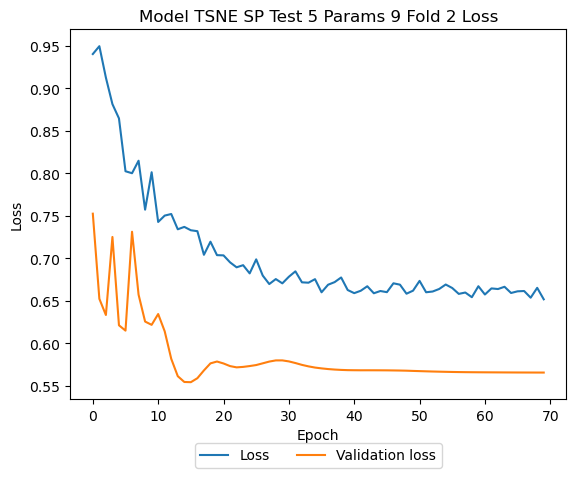 Model TSNE SP Test 5 Params 9 Fold 2 Loss
0.95
0.90
0.85
0.80
0.75
0.70
0.65
0.60
0.55
Loss
0 10 20 30 40 50 60 70
Epoch
Loss Validation loss